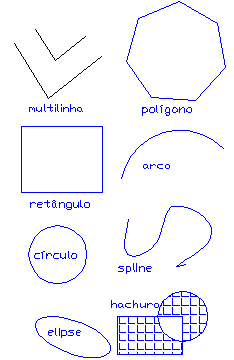 multilinha
polígono
arco
retângulo
círculo
spline
hachura
elipse